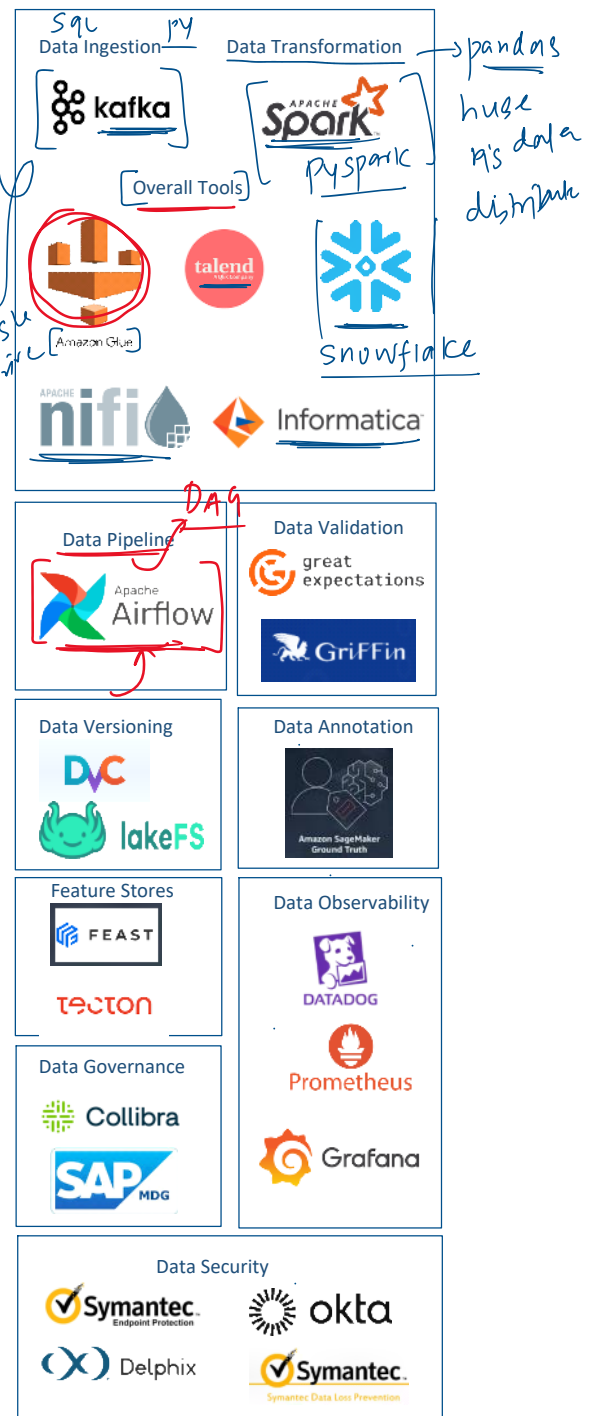 Sql py
Data Ingestion Data Transformation → pandas
kafka APACHE Spark huge
pyspark data
Overall Tools
talend
Amazon Glue
snowflake
APACHE nifi Informatica
DAG
Data Pipeline
Apache Airflow
Data Validation
great expectations
GriFFin
Data Versioning
DVC
lakeFS
Data Annotation
Amazon SageMaker
Ground Truth
Feature Stores
FEAST
TECTON
Data Observability
DATADOG
Prometheus
Grafana
Data Governance
Collibra
SAP MDG
Data Security
Symantec. okta
Endpoint Protection
Delphix Symantec.
Symantec Data Loss Prevention